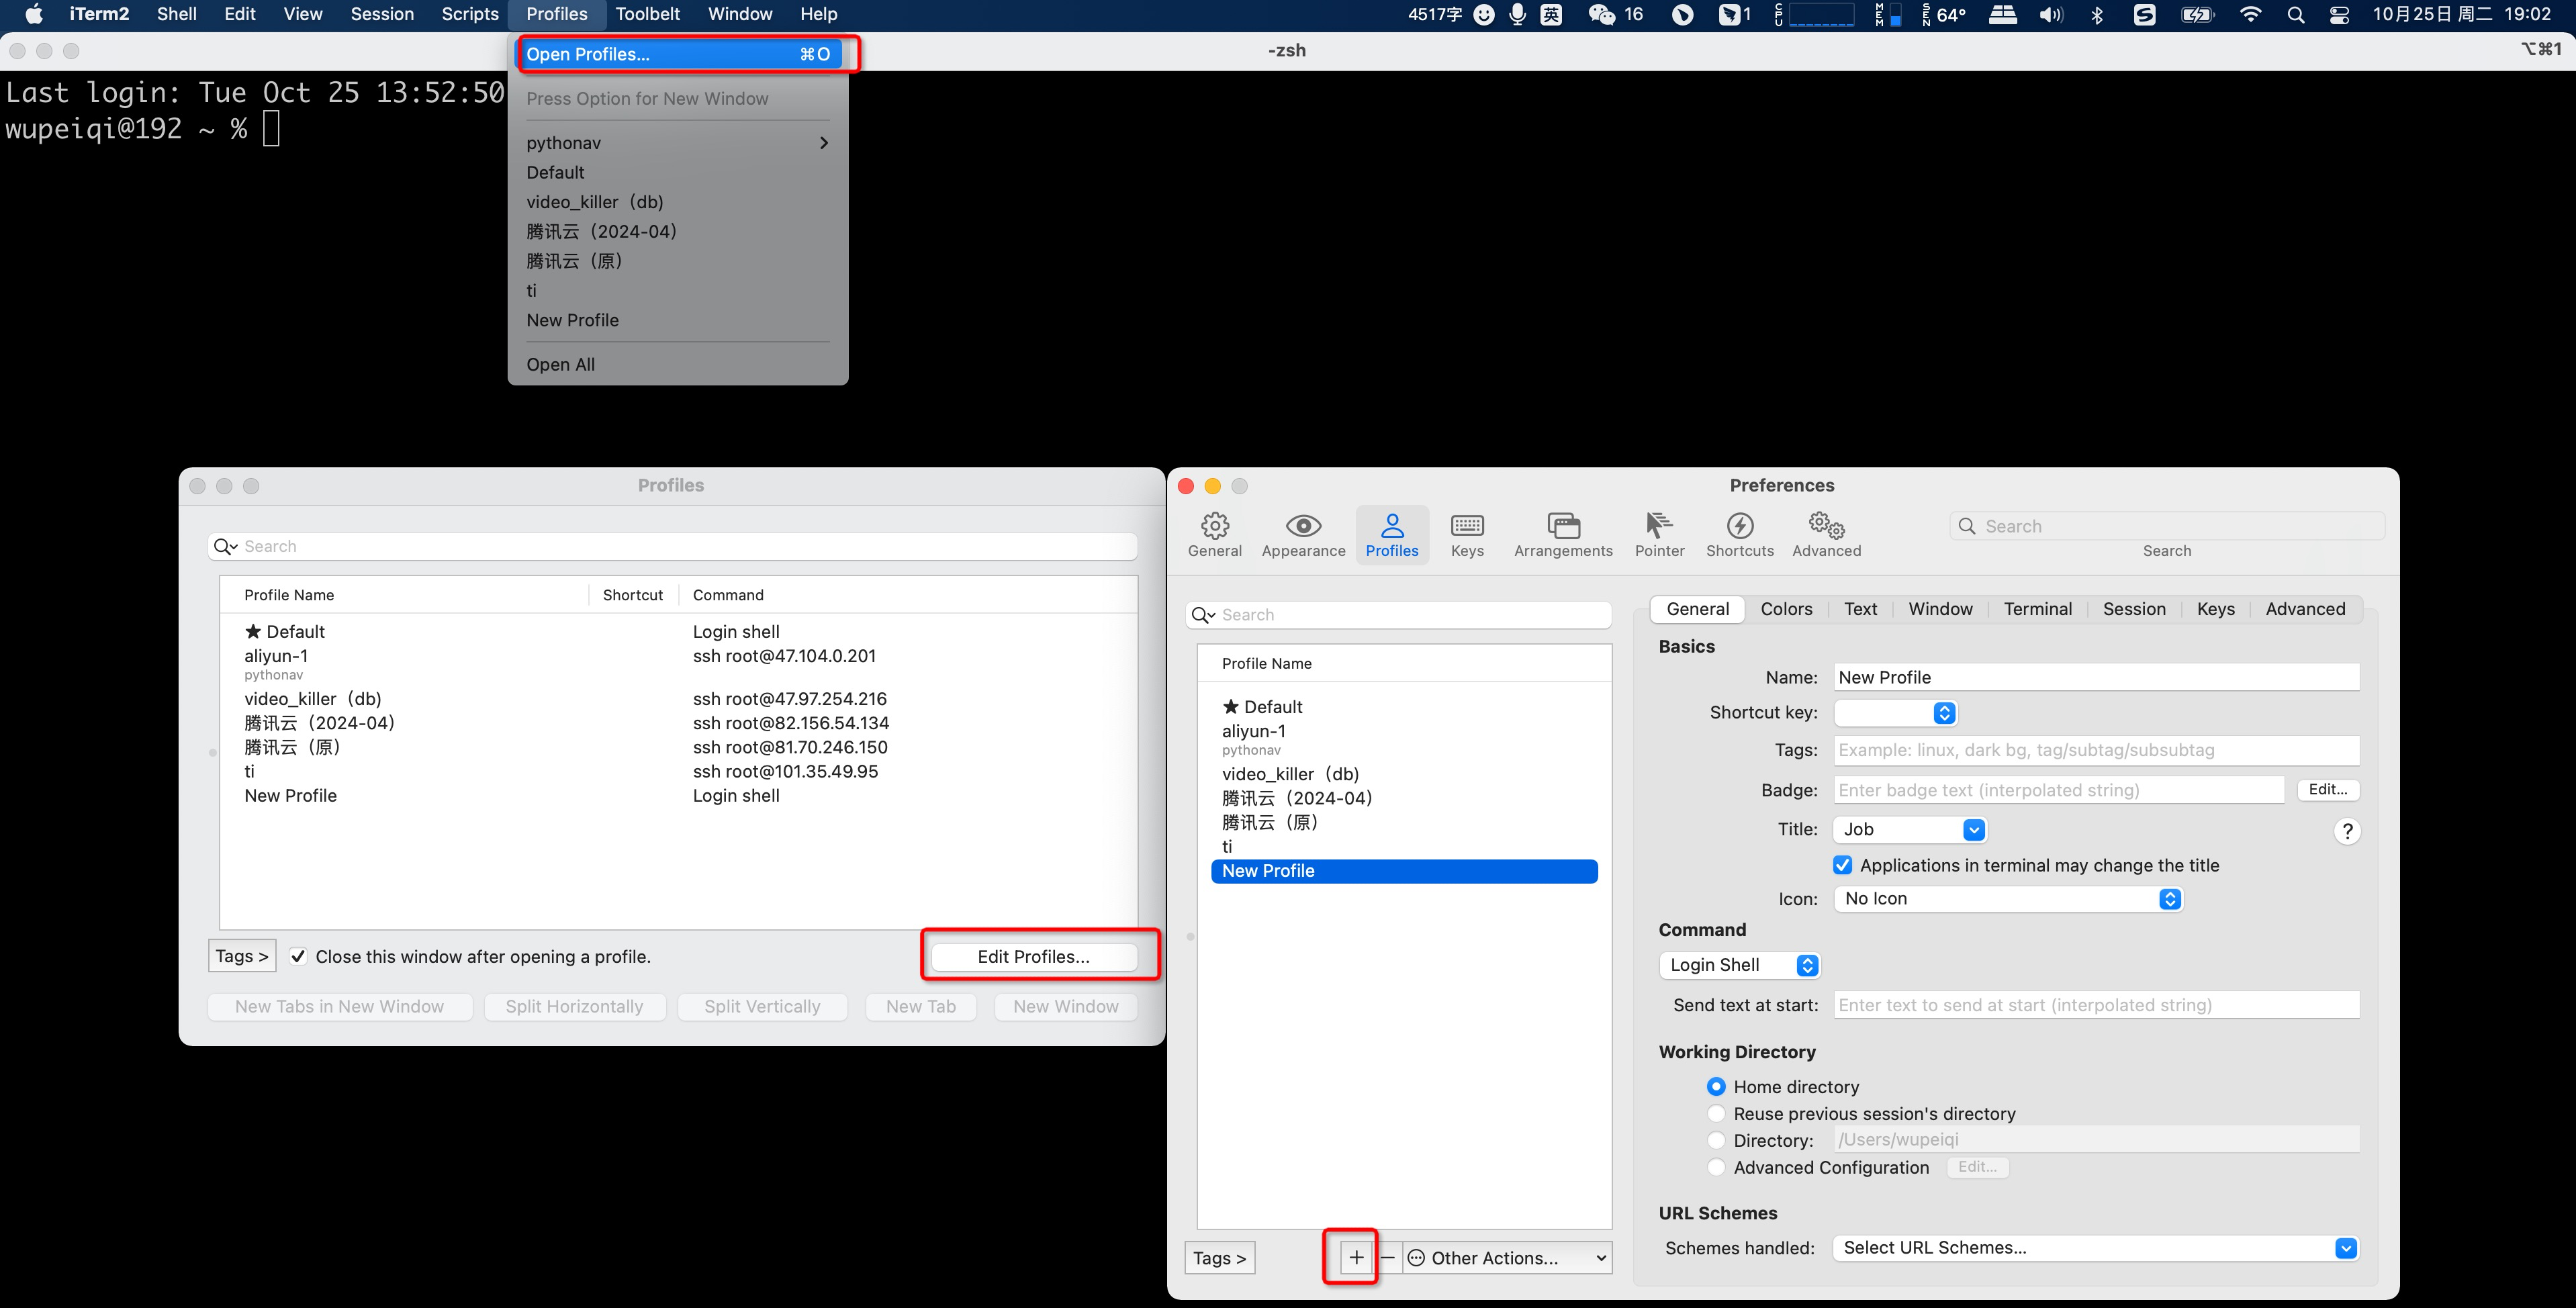 iTerm2 Shell Edit View Session Scripts Profiles Toolbelt Window Help 4517字 英 16 1 CPU MEM SEN 64° 10月25日 周二 19:02
-zsh ⌥⌘1
Last login: Tue Oct 25 13:52:50
wupeiqi@192 ~ %
Open Profiles... ⌘O
Press Option for New Window
pythonav
Default
video_killer（db）
腾讯云（2024-04）
腾讯云（原）
ti
New Profile
Open All
Profiles
Search
Profile Name Shortcut Command
★ Default Login shell
aliyun-1 ssh root@47.104.0.201
pythonav
video_killer（db） ssh root@47.97.254.216
腾讯云（2024-04） ssh root@82.156.54.134
腾讯云（原） ssh root@81.70.246.150
ti ssh root@101.35.49.95
New Profile Login shell
Tags > Close this window after opening a profile. Edit Profiles...
New Tabs in New Window Split Horizontally Split Vertically New Tab New Window
Preferences
General Appearance Profiles Keys Arrangements Pointer Shortcuts Advanced
Search
Search
Search
Profile Name
★ Default
aliyun-1
pythonav
video_killer（db）
腾讯云（2024-04）
腾讯云（原）
ti
New Profile
Tags > + − Other Actions...
General Colors Text Window Terminal Session Keys Advanced
Basics
Name: New Profile
Shortcut key:
Tags: Example: linux, dark bg, tag/subtag/subsubtag
Badge: Enter badge text (interpolated string) Edit...
Title: Job ?
Applications in terminal may change the title
Icon: No Icon
Command
Login Shell
Send text at start: Enter text to send at start (interpolated string)
Working Directory
Home directory
Reuse previous session's directory
Directory: /Users/wupeiqi
Advanced Configuration Edit...
URL Schemes
Schemes handled: Select URL Schemes...